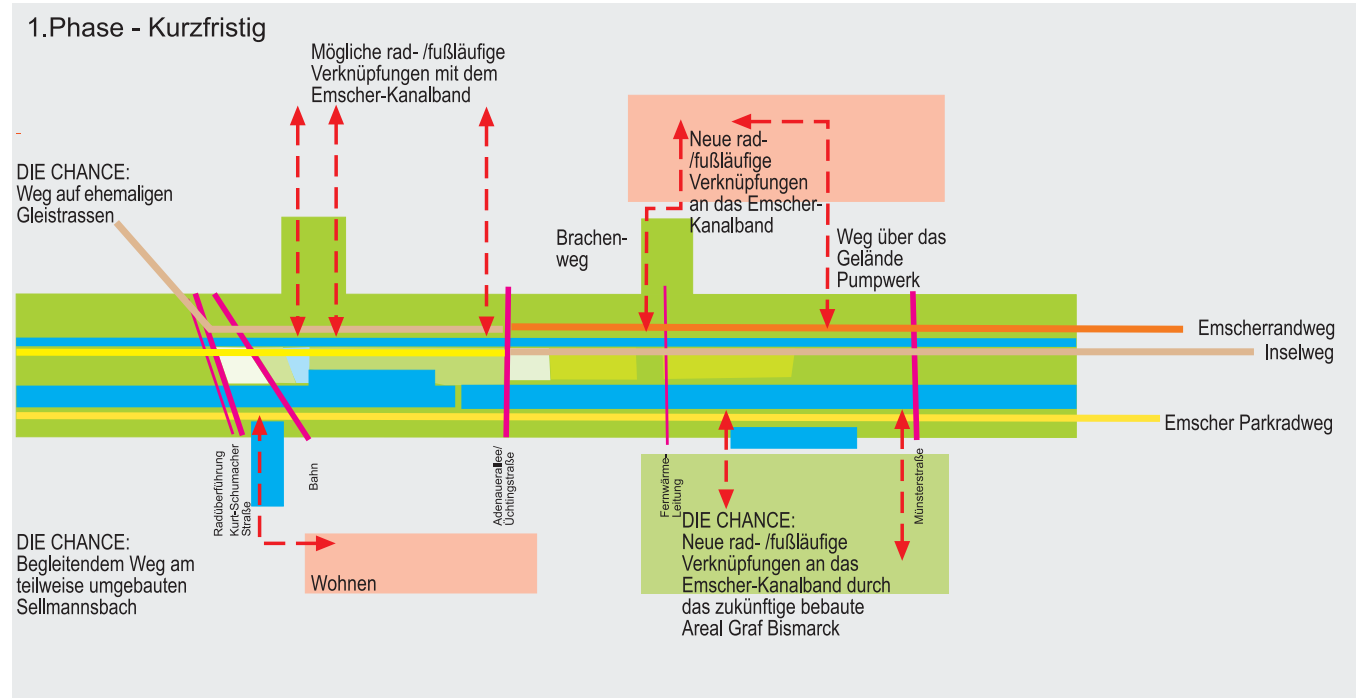 1.Phase - Kurzfristig
Mögliche rad- /fußläufige
Verknüpfungen mit dem
Emscher-Kanalband
DIE CHANCE:
Weg auf ehemaligen
Gleistrassen
Neue rad-
/fußläufige
Verknüpfungen
an das Emscher-
Kanalband
Brachen-
weg
Weg über das
Gelände
Pumpwerk
Emscherrandweg
Inselweg
Emscher Parkradweg
Radüberführung
Kurt-Schumacher
Straße
Bahn
Adenauerallee/
Üchtingstraße
Fernwärme-
Leitung
Münsterstraße
DIE CHANCE:
Begleitendem Weg am
teilweise umgebauten
Sellmannsbach
Wohnen
DIE CHANCE:
Neue rad- /fußläufige
Verknüpfungen an das
Emscher-Kanalband durch
das zukünftige bebaute
Areal Graf Bismarck